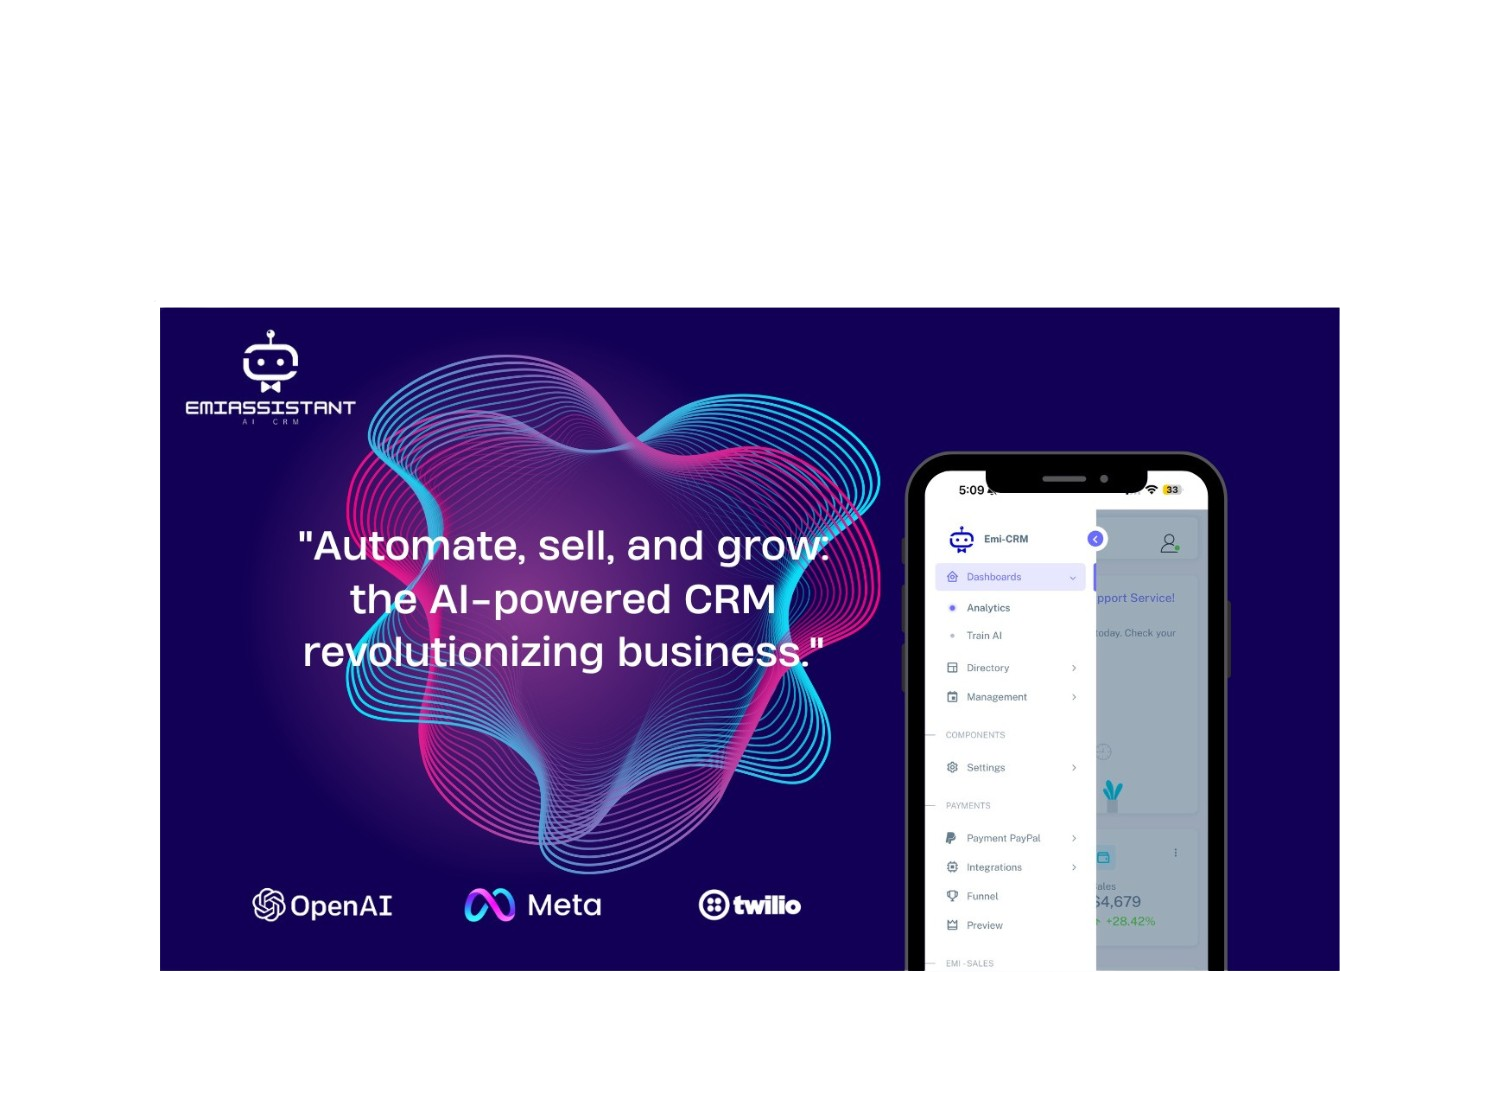 EMIASSISTANT
AI CRM
"Automate, sell, and grow:
the AI-powered CRM
revolutionizing business."
OpenAI
Meta
twilio
5:09
33
Emi-CRM
Dashboards
Analytics
Train AI
Directory
Management
COMPONENTS
Settings
PAYMENTS
Payment PayPal
Integrations
Funnel
Preview
EMI - SALES
pport Service!
today. Check your
ales
$4,679
+28.42%